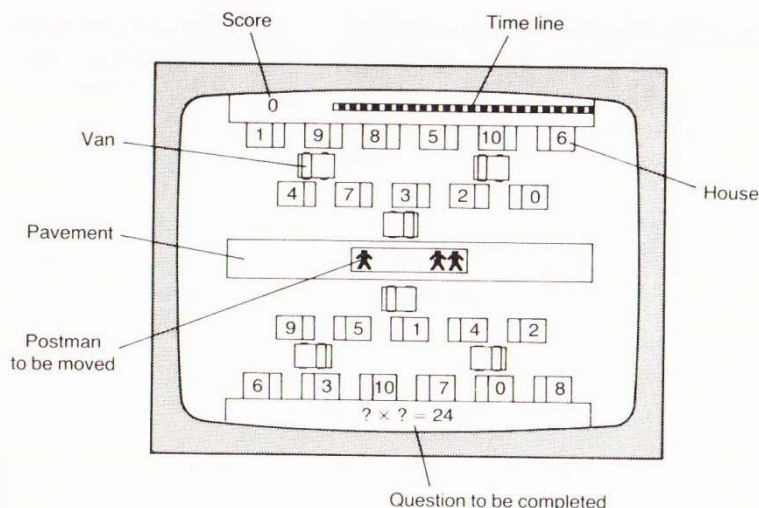 Score
Time line
0
1 9 8 5 10 6
Van
4 7 3 2 0
House
Pavement
Postman
to be moved
9 5 1 4 2
6 3 10 7 0 8
? × ? = 24
Question to be completed